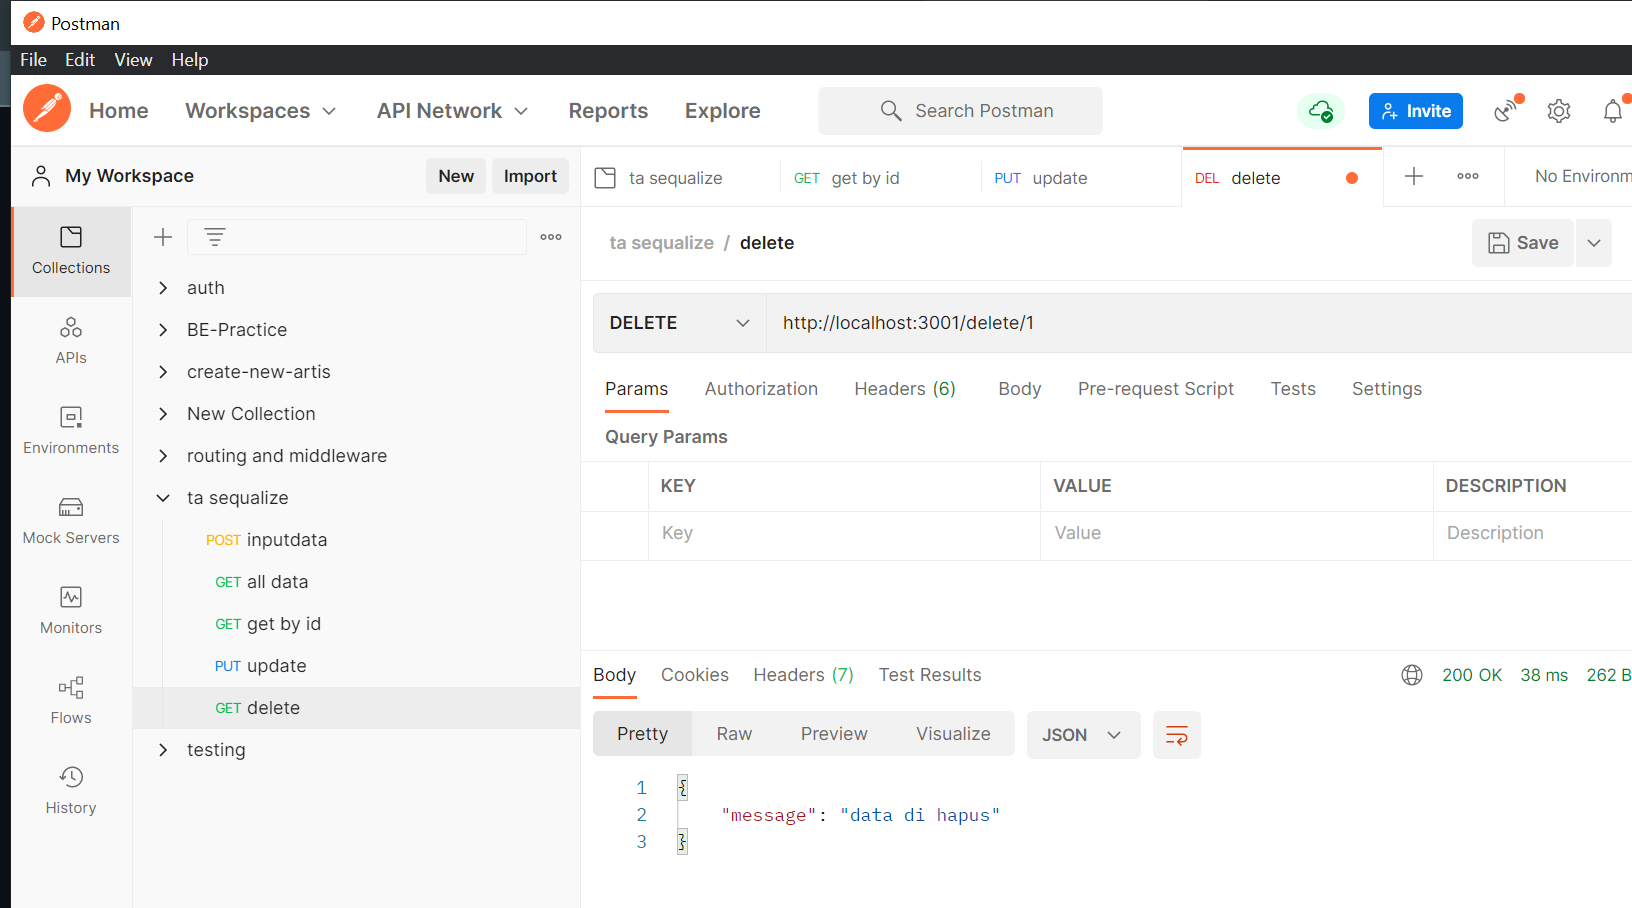 Postman
File Edit View Help
Home Workspaces API Network Reports Explore Search Postman Invite
My Workspace New Import
ta sequalize GET get by id PUT update DEL delete No Environm
Collections
APIs
Environments
Mock Servers
Monitors
Flows
History
auth
BE-Practice
create-new-artis
New Collection
routing and middleware
ta sequalize
POST inputdata
GET all data
GET get by id
PUT update
GET delete
testing
ta sequalize / delete Save
DELETE http://localhost:3001/delete/1
Params Authorization Headers (6) Body Pre-request Script Tests Settings
Query Params
KEY VALUE DESCRIPTION
Key Value Description
Body Cookies Headers (7) Test Results 200 OK 38 ms 262 B
Pretty Raw Preview Visualize JSON
1 {
2 "message": "data di hapus"
3 }